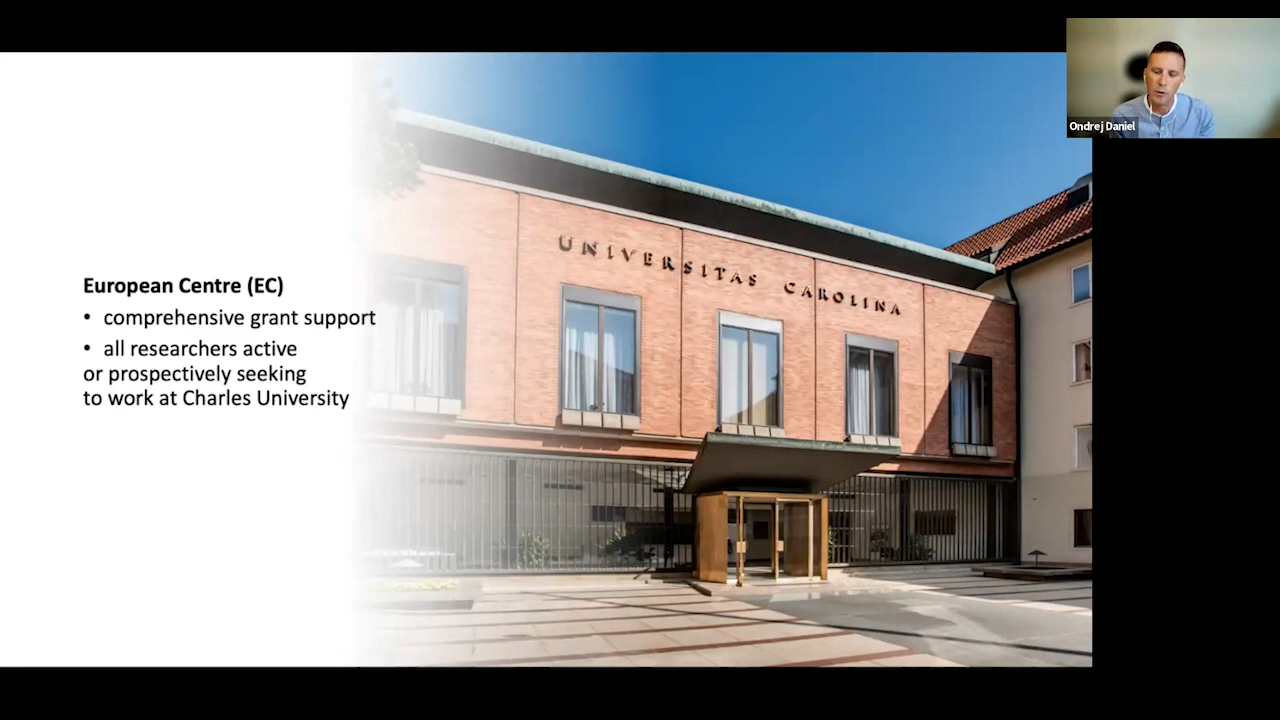 Ondrej Daniel
UNIVERSITAS CAROLINA
European Centre (EC)
• comprehensive grant support
• all researchers active
or prospectively seeking
to work at Charles University